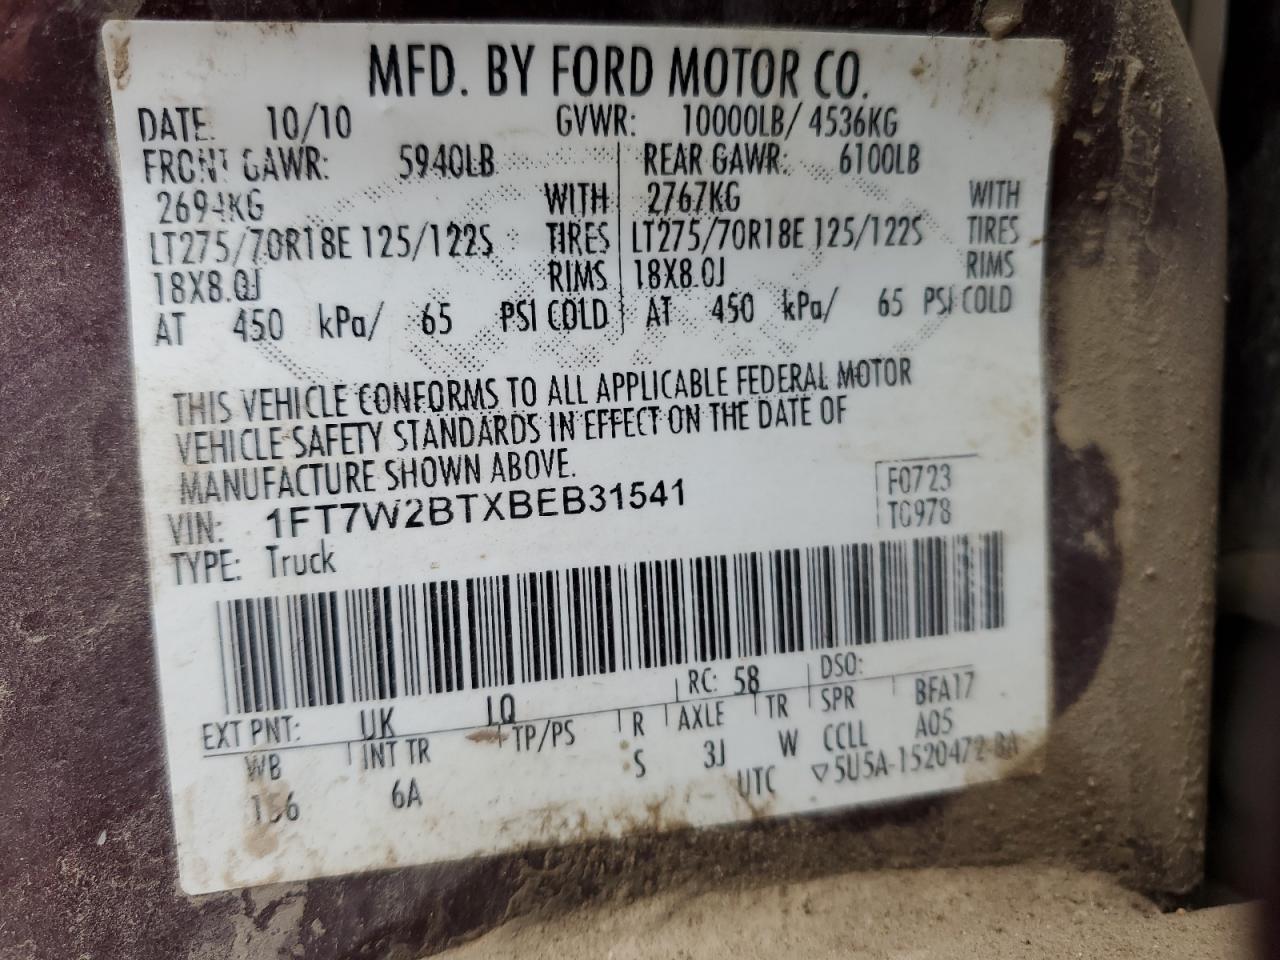 MFD. BY FORD MOTOR CO.
DATE: 10/10 GVWR: 10000LB/ 4536KG
FRONT GAWR: 5940LB REAR GAWR: 6100LB
2694KG WITH 2767KG WITH
LT275/70R18E 125/122S TIRES LT275/70R18E 125/122S TIRES
18X8.0J RIMS 18X8.0J RIMS
AT 450 kPa/ 65 PSI COLD AT 450 kPa/ 65 PSI COLD
THIS VEHICLE CONFORMS TO ALL APPLICABLE FEDERAL MOTOR
VEHICLE SAFETY STANDARDS IN EFFECT ON THE DATE OF
MANUFACTURE SHOWN ABOVE.
VIN: 1FT7W2BTXBEB31541 F0723
TYPE: Truck T0978
EXT PNT: UK LQ RC: 58 DSO:
WB INT TR TP/PS R AXLE TR SPR BFA17
156 6A S 3J W CCLL A05
UTC ▽5U5A-1520472-BA